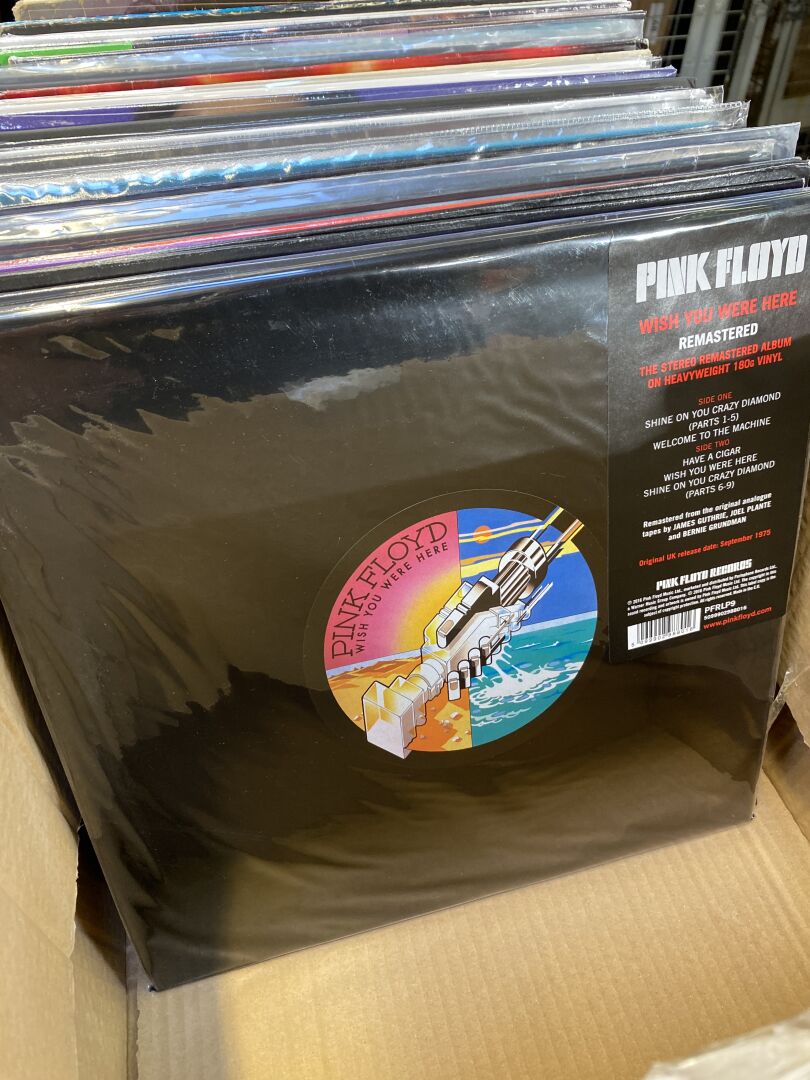 PINK FLOYD
WISH YOU WERE HERE
REMASTERED
THE STEREO REMASTERED ALBUM
ON HEAVYWEIGHT 180G VINYL
SIDE ONE
SHINE ON YOU CRAZY DIAMOND
(PARTS 1-5)
WELCOME TO THE MACHINE
SIDE TWO
HAVE A CIGAR
WISH YOU WERE HERE
SHINE ON YOU CRAZY DIAMOND
(PARTS 6-9)
Remastered from the original analogue
tapes by JAMES GUTHRIE, JOEL PLANTE
and BERNIE GRUNDMAN
Original UK release date: September 1975
PINK FLOYD RECORDS
PFRLP9
5099902988016
www.pinkfloyd.com
PINK FLOYD
WISH YOU WERE HERE